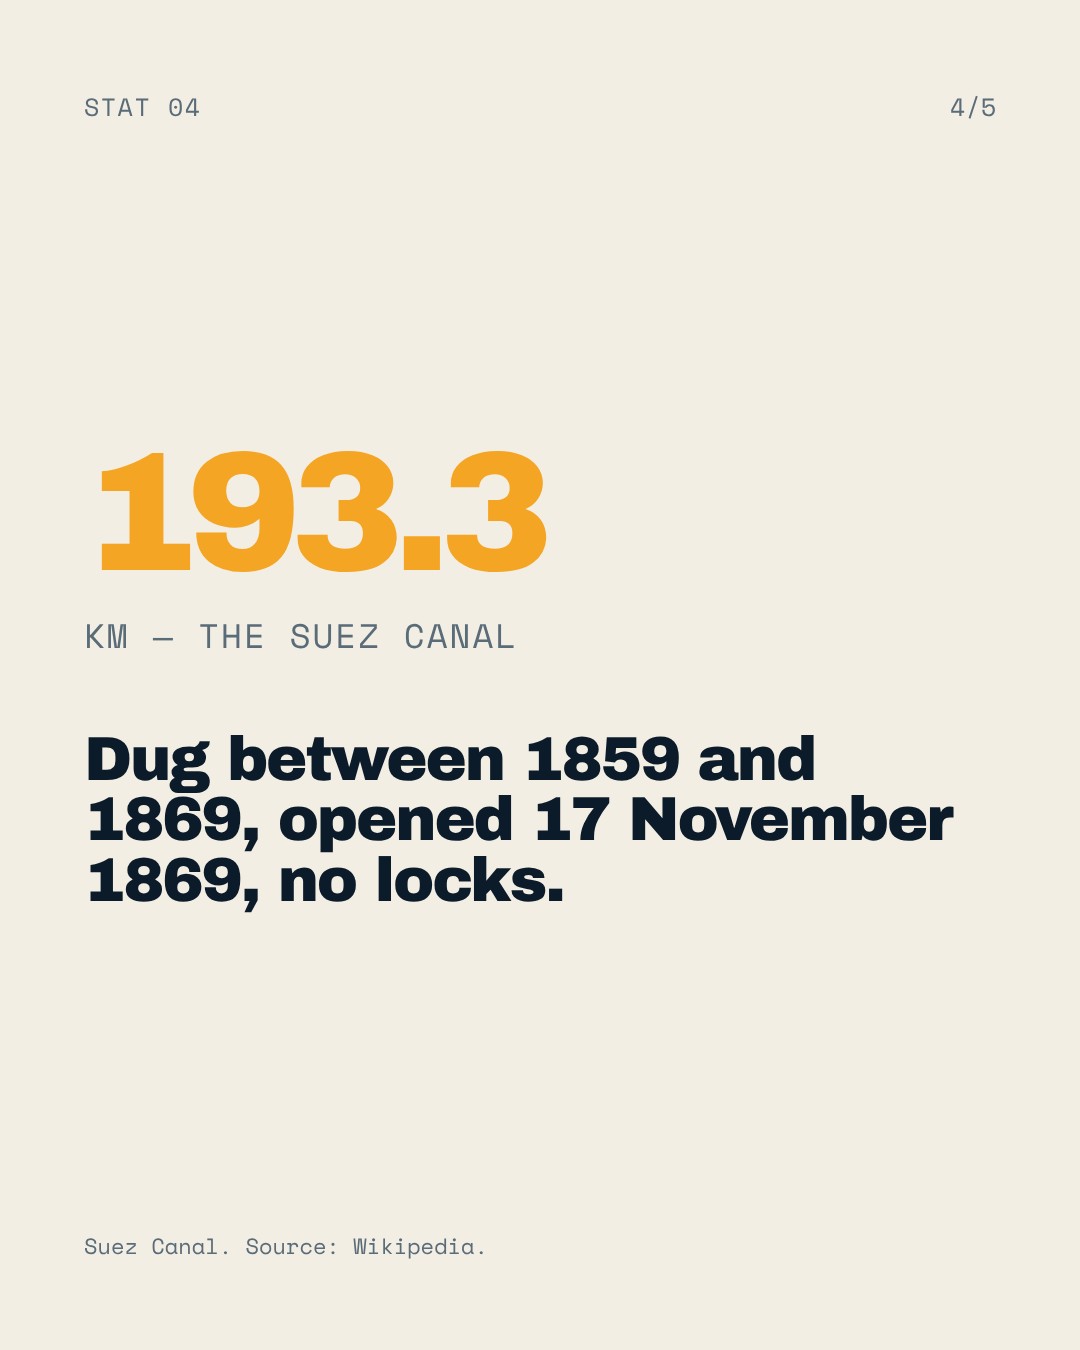 STAT 04
4/5
193.3
KM — THE SUEZ CANAL
Dug between 1859 and
1869, opened 17 November
1869, no locks.
Suez Canal. Source: Wikipedia.